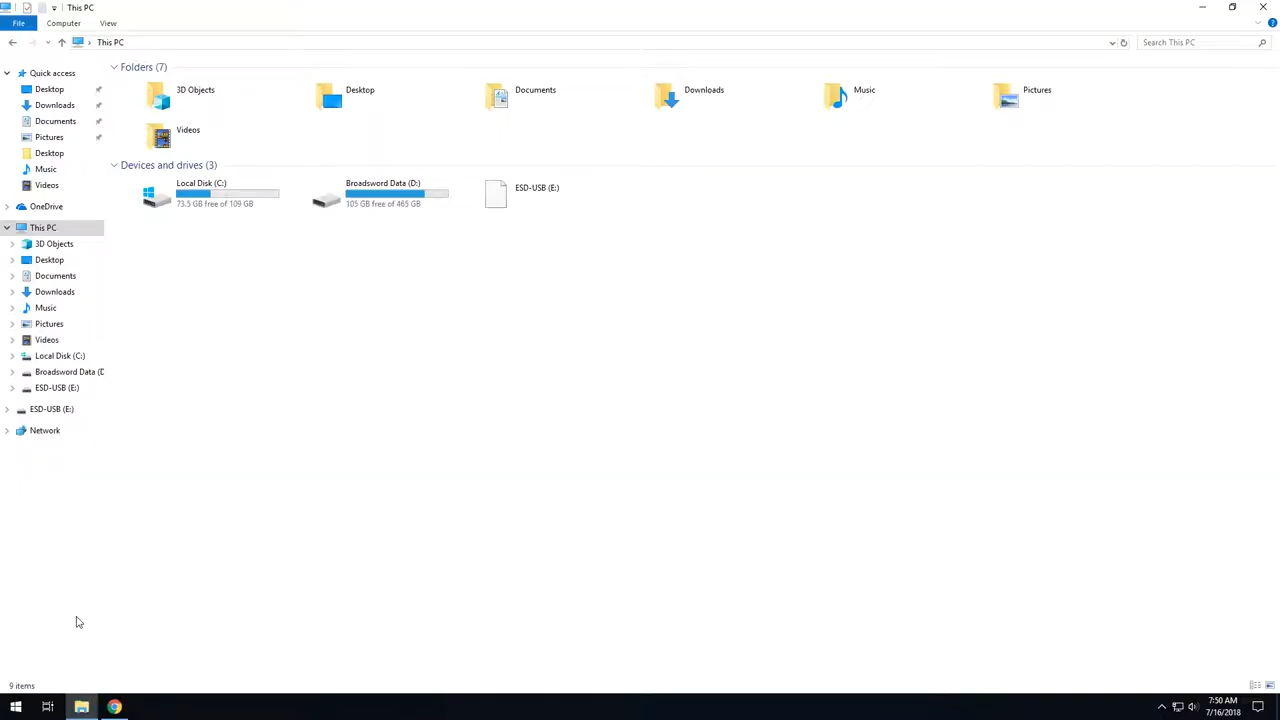 This PC
File Computer View
This PC
Search This PC
Quick access
Desktop
Downloads
Documents
Pictures
Desktop
Music
Videos
OneDrive
This PC
3D Objects
Desktop
Documents
Downloads
Music
Pictures
Videos
Local Disk (C:)
Broadsword Data (D
ESD-USB (E:)
ESD-USB (E:)
Network
Folders (7)
3D Objects
Desktop
Documents
Downloads
Music
Pictures
Videos
Devices and drives (3)
Local Disk (C:)
73.5 GB free of 109 GB
Broadsword Data (D:)
105 GB free of 465 GB
ESD-USB (E:)
9 items
7:50 AM
7/16/2018